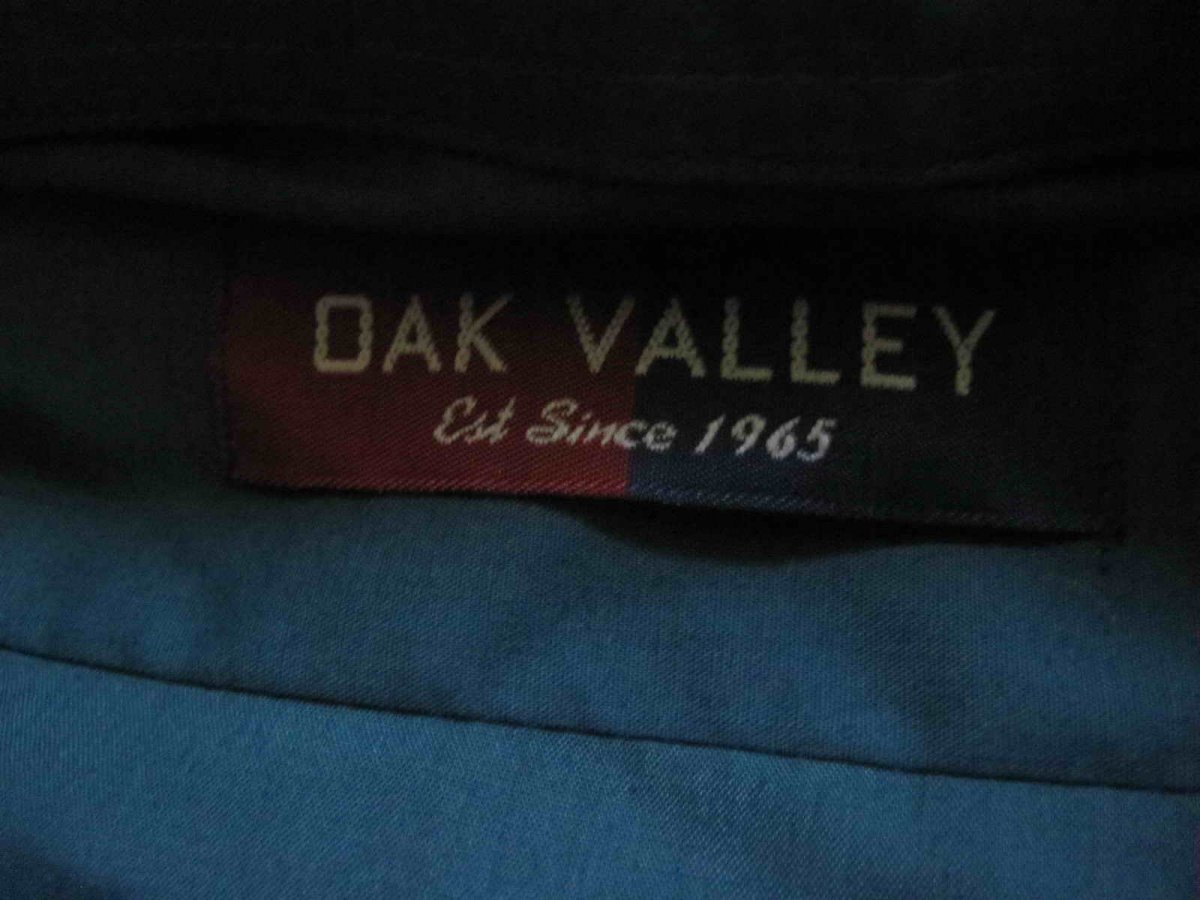 OAK VALLEY
Est Since 1965